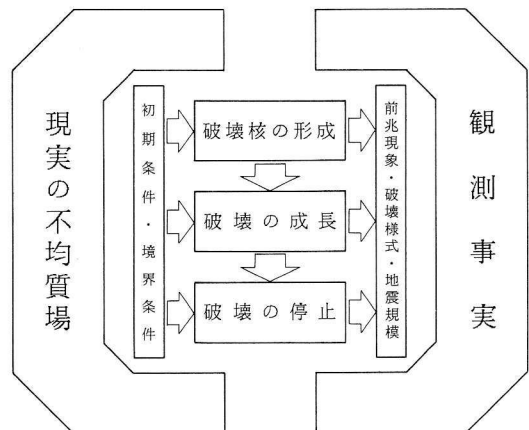 現実の不均質場
初期条件・境界条件
破壊核の形成
破壊の成長
破壊の停止
前兆現象・破壊様式・地震規模
観測事実